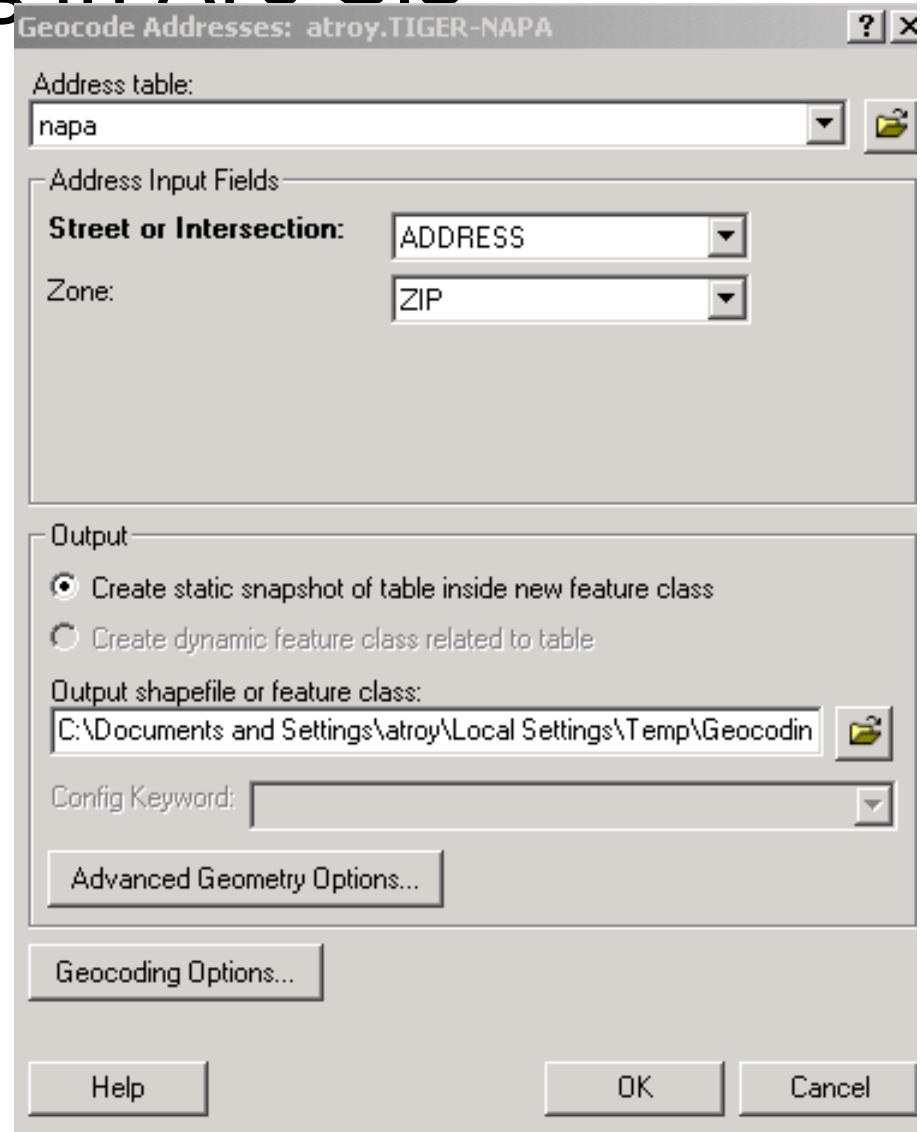 Geocode Addresses: atroy.TIGER-NAPA
Address table:
napa
Address Input Fields
Street or Intersection: ADDRESS
Zone: ZIP
Output
Create static snapshot of table inside new feature class
Create dynamic feature class related to table
Output shapefile or feature class:
C:\Documents and Settings\atroy\Local Settings\Temp\Geocodin
Config Keyword:
Advanced Geometry Options...
Geocoding Options...
Help OK Cancel